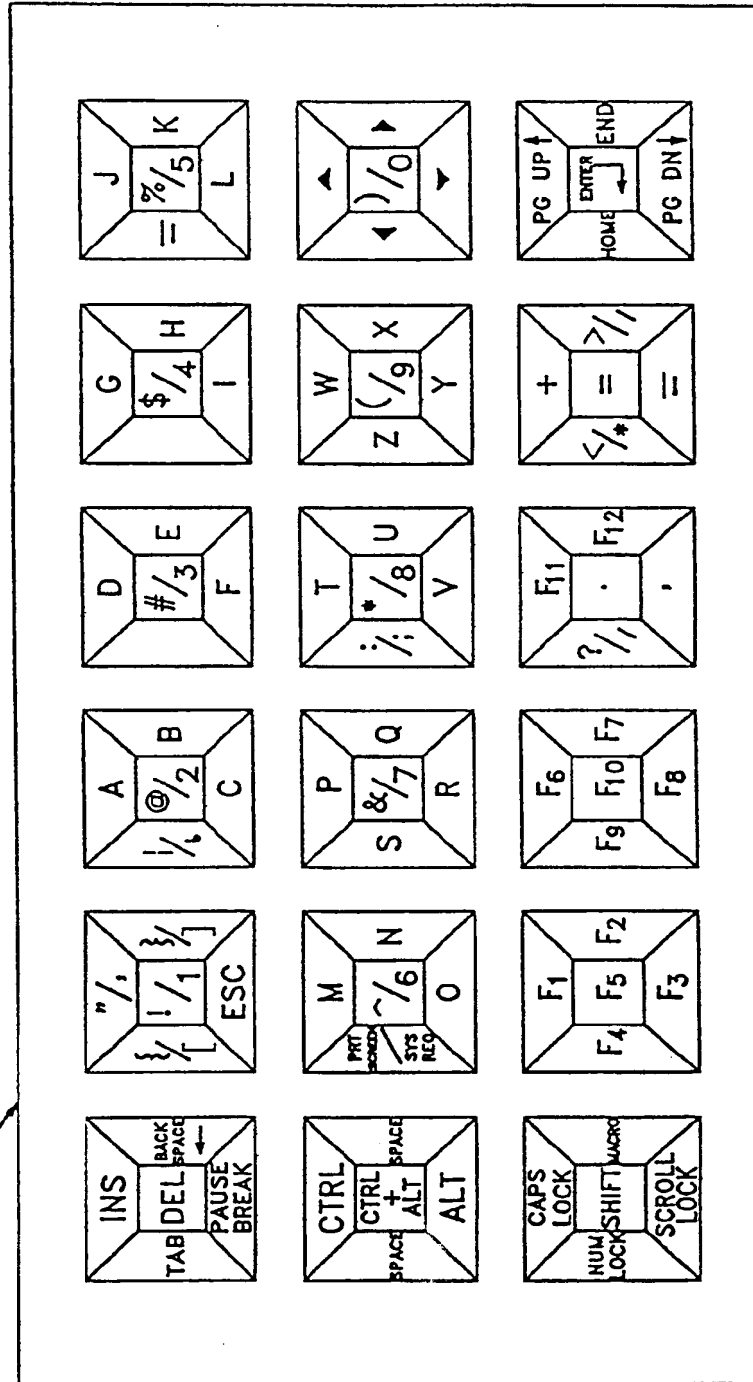 INS
TAB DEL BACK
SPACE
←
PAUSE
BREAK
"/,
}/[ !/1 }/]
ESC
A
@/2 B
C
D
#/3 E
F
G
$/4 H
I
J
= %/5 K
L
CTRL
SPACE CTRL
+
ALT SPACE
ALT
M
PRT
SCREEN
/
SYS
REQ
^/6 N
O
P
S &/7 Q
R
T
:/; */8 U
V
W
Z (/9 X
Y
▲
◀ )/0 ▶
▼
CAPS
LOCK
NUM
LOCK SHIFT MACRO
SCROLL
LOCK
F1
F4 F5 F2
F3
F6
F9 F10 F7
F8
F11
?/, . F12
,
+
</* = >/,
=
PG UP ↑
HOME ENTER END
PG DN ↓